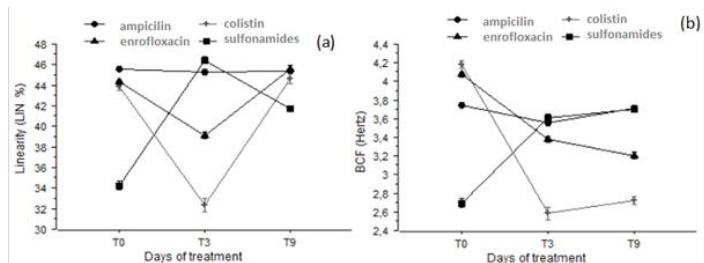 ampicilin colistin
enrofloxacin sulfonamides
(a)
Linearity (LIN %)
48
46
44
42
40
38
36
34
32
30
T0 T3 T9
Days of treatment
ampicilin colistin
enrofloxacin sulfonamides
(b)
BCF (Hertz)
4,4
4,2
4
3,8
3,6
3,4
3,2
3
2,8
2,6
2,4
T0 T3 T9
Days of treatment